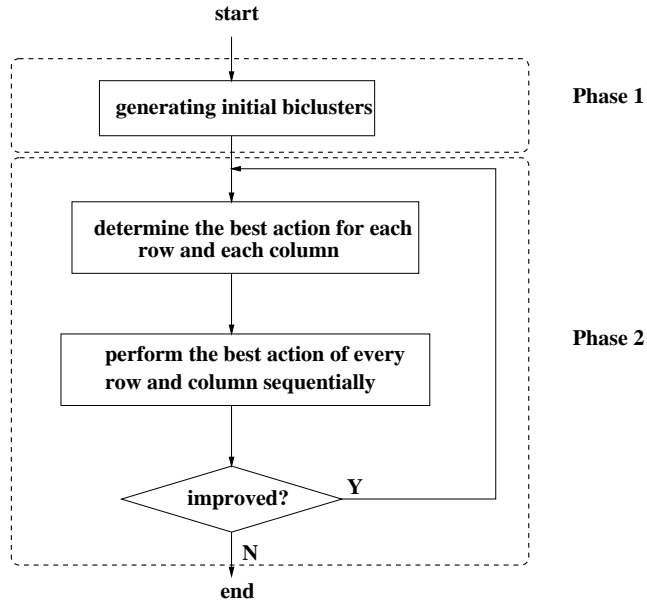 start
generating initial biclusters
Phase 1
determine the best action for each
row and each column
Phase 2
perform the best action of every
row and column sequentially
improved?
Y
N
end